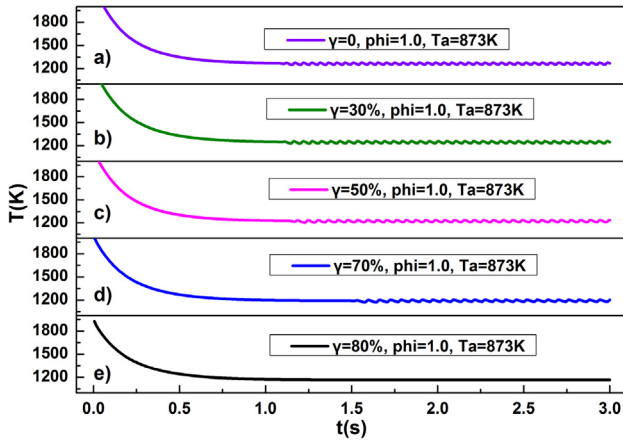 1800
1500
1200
a)
γ=0, phi=1.0, Ta=873K
1800
1500
1200
b)
γ=30%, phi=1.0, Ta=873K
T(K)
1800
1500
1200
c)
γ=50%, phi=1.0, Ta=873K
1800
1500
1200
d)
γ=70%, phi=1.0, Ta=873K
1800
1500
1200
e)
γ=80%, phi=1.0, Ta=873K
0.0 0.5 1.0 1.5 2.0 2.5 3.0
t(s)